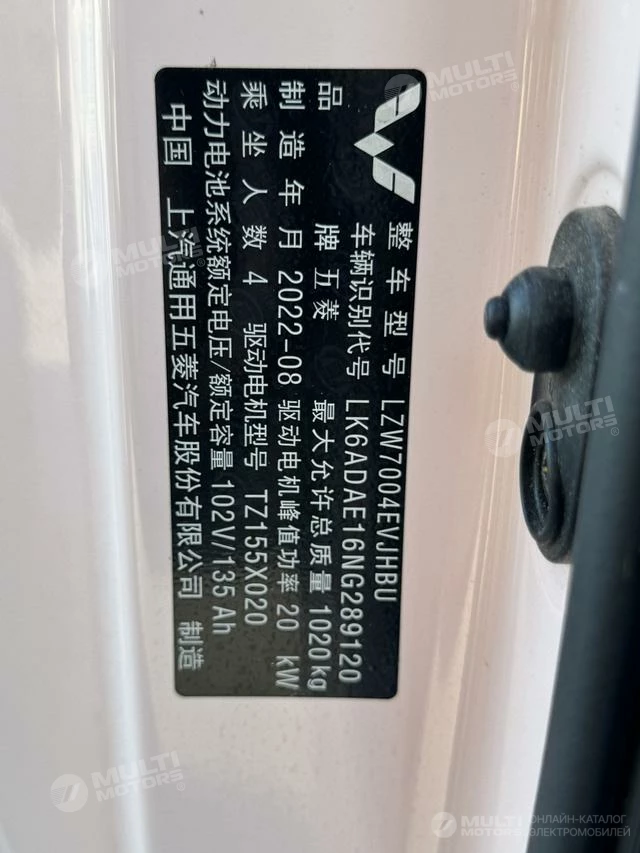 整车型号 LZW7004EVJHBU
车辆识别代号 LK6ADAE16NG289120
品牌 五菱 最大允许总质量 1020kg
制造年月 2022-08 驱动电机峰值功率 20 kW
乘坐人数 4 驱动电机型号 TZ155X020
动力电池系统额定电压/额定容量 102V/135 Ah
中国 上汽通用五菱汽车股份有限公司 制造
MULTI MOTORS®
MULTI MOTORS®
MULTI MOTORS®
MULTI MOTORS®
MULTI MOTORS®
MULTI MOTORS®
ОНЛАЙН-КАТАЛОГ
ЭЛЕКТРОМОБИЛЕЙ